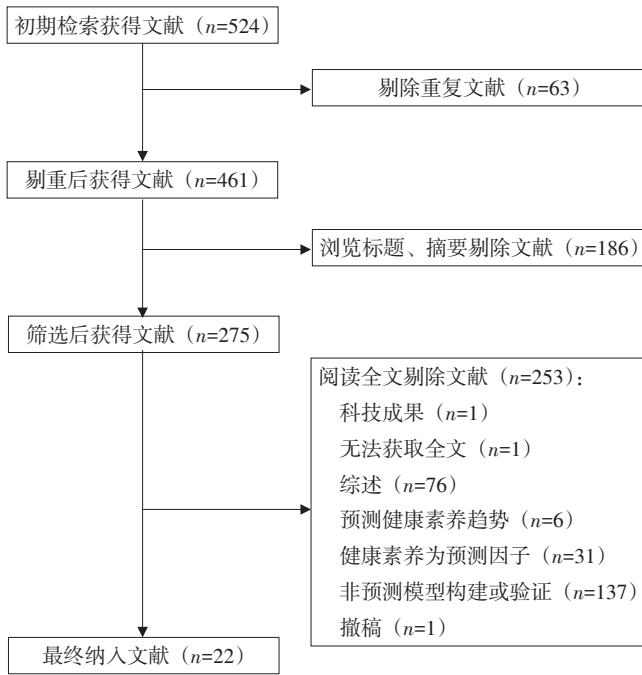 初期检索获得文献（n=524）
剔除重复文献（n=63）
剔重后获得文献（n=461）
浏览标题、摘要剔除文献（n=186）
筛选后获得文献（n=275）
阅读全文剔除文献（n=253）：
科技成果（n=1）
无法获取全文（n=1）
综述（n=76）
预测健康素养趋势（n=6）
健康素养为预测因子（n=31）
非预测模型构建或验证（n=137）
撤稿（n=1）
最终纳入文献（n=22）